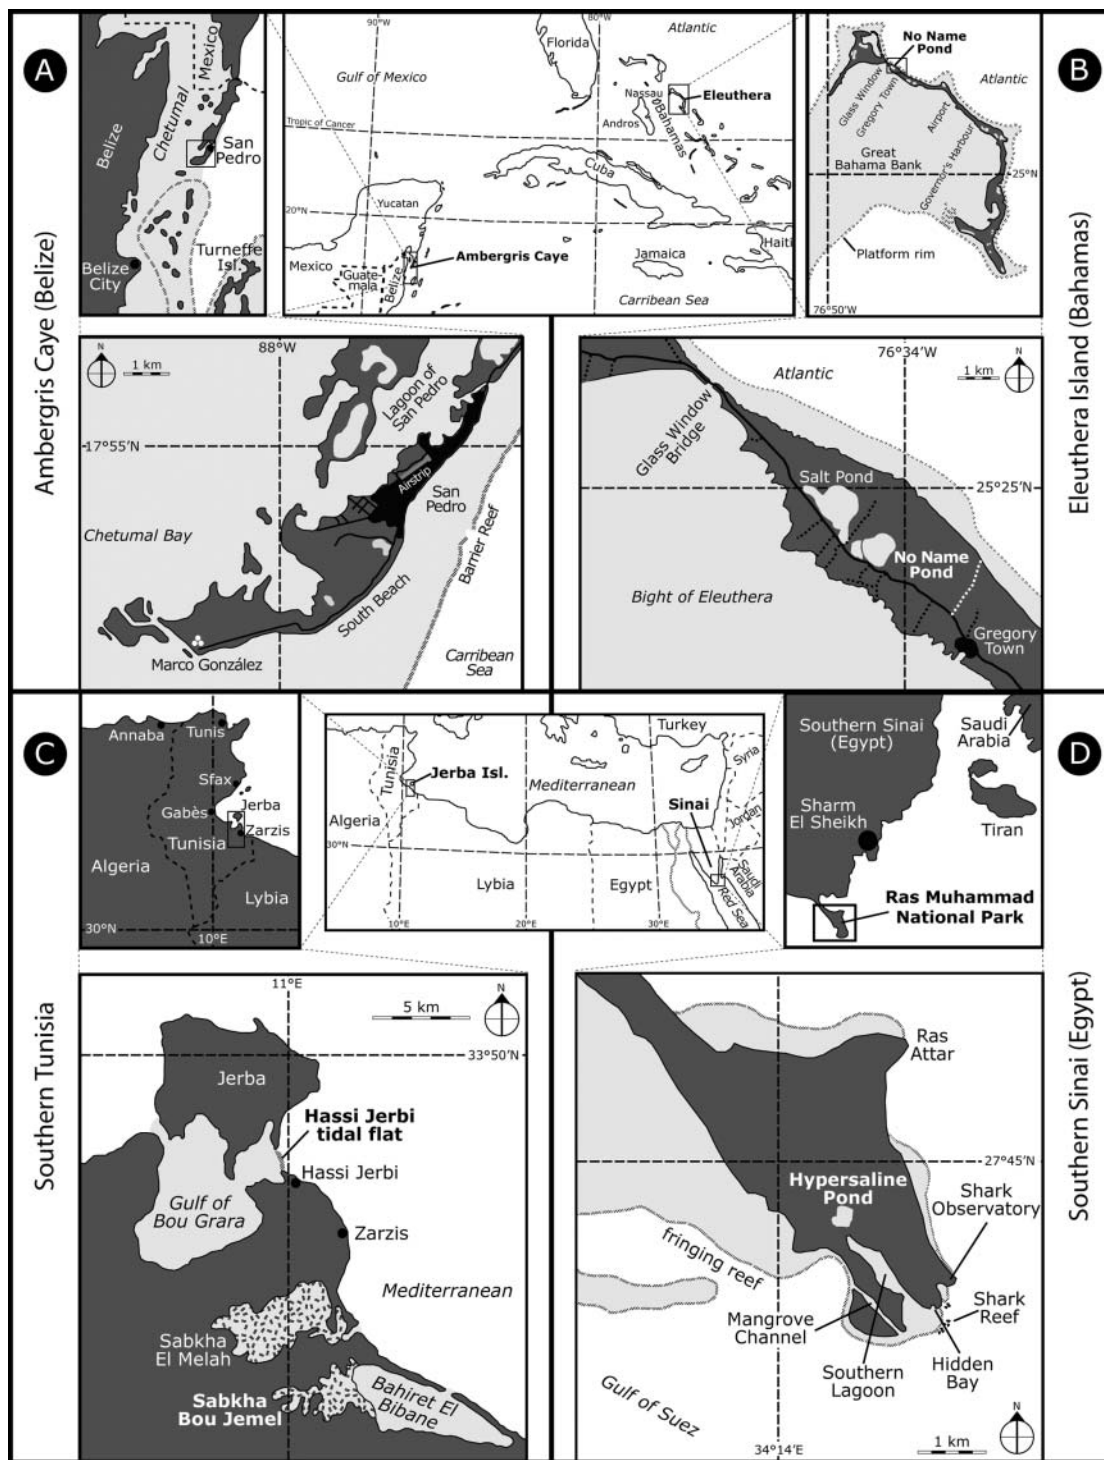 A
Ambergris Caye (Belize)
Mexico
Belize
Chetumal
San
Pedro
Turneffe
Isl.
Belize
City
90°W
80°W
Florida
Atlantic
Gulf of Mexico
Nassau
Eleuthera
Andros
Bahamas
Tropic of Cancer
Cuba
20°N
Yucatan
Mexico
Guate-
mala
Belize
Ambergris Caye
Jamaica
Haiti
Carribean Sea
B
Eleuthera Island (Bahamas)
No Name
Pond
Atlantic
Glass Window
Gregory Town
Airport
Governor's Harbour
Great
Bahama Bank
25°N
Platform rim
76°50'W
N
1 km
88°W
Lagoon of
San Pedro
17°55'N
Airstrip
San
Pedro
Chetumal Bay
Barrier Reef
South Beach
Marco González
Carribean
Sea
76°34'W
N
1 km
Atlantic
Glass Window
Bridge
Salt Pond
25°25'N
No Name
Pond
Bight of Eleuthera
Gregory
Town
C
Southern Tunisia
Annaba
Tunis
Sfax
Gabès
Jerba
Zarzis
Tunisia
Algeria
Lybia
30°N
10°E
Turkey
Tunisia
Jerba Isl.
Mediterranean
Syria
Sinai
Jordan
Algeria
30°N
Lybia
Egypt
Saudi
Arabia
Red Sea
10°E
20°E
30°E
D
Southern Sinai (Egypt)
Southern Sinai
(Egypt)
Saudi
Arabia
Sharm
El Sheikh
Tiran
Ras Muhammad
National Park
11°E
5 km
N
33°50'N
Jerba
Hassi Jerbi
tidal flat
Hassi Jerbi
Gulf of
Bou Grara
Zarzis
Mediterranean
Sabkha
El Melah
Sabkha
Bou Jemel
Bahiret El
Bibane
Ras
Attar
27°45'N
Hypersaline
Pond
Shark
Observatory
fringing reef
Mangrove
Channel
Shark
Reef
Southern
Lagoon
Hidden
Bay
Gulf of Suez
N
1 km
34°14'E